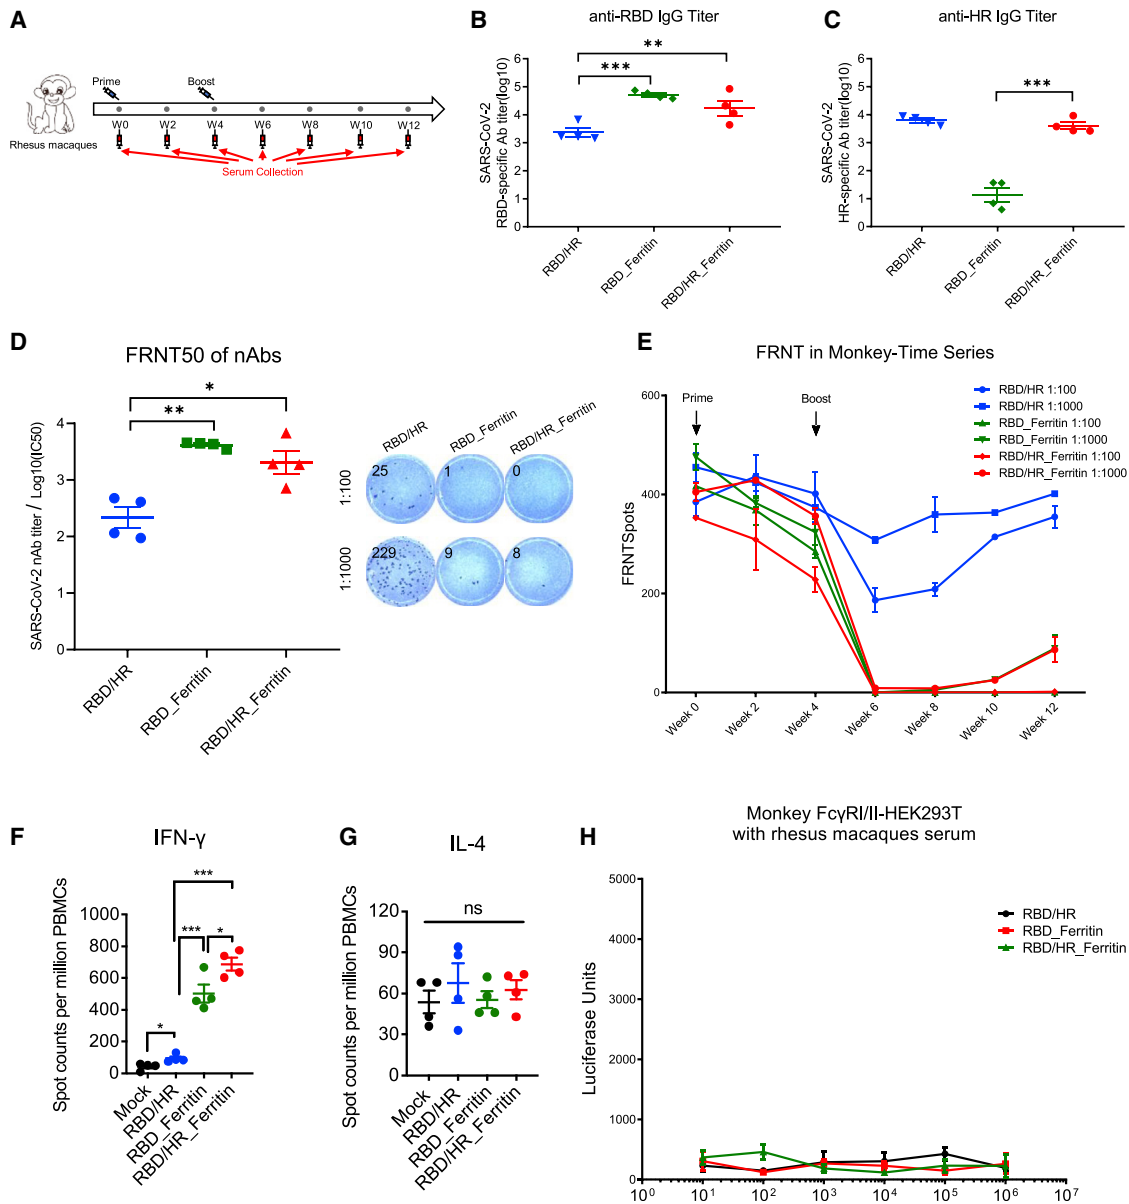 A
Prime
Boost
W0 W2 W4 W6 W8 W10 W12
Rhesus macaques
Serum Collection
B
anti-RBD IgG Titer
SARS-CoV-2
RBD-specific Ab titer(log10)
6
5
4
3
2
1
0
**
***
RBD/HR
RBD_Ferritin
RBD/HR_Ferritin
C
anti-HR IgG Titer
SARS-CoV-2
HR-specific Ab titer(log10)
6
5
4
3
2
1
0
***
RBD/HR
RBD_Ferritin
RBD/HR_Ferritin
D
FRNT50 of nAbs
SARS-CoV-2 nAb titer / Log10(IC50)
4
3
2
1
0
*
**
RBD/HR
RBD_Ferritin
RBD/HR_Ferritin
RBD/HR
RBD_Ferritin
RBD/HR_Ferritin
1:100
25 1 0
1:1000
229 9 8
E
FRNT in Monkey-Time Series
FRNTSpots
600
400
200
0
Prime
Boost
RBD/HR 1:100
RBD/HR 1:1000
RBD_Ferritin 1:100
RBD_Ferritin 1:1000
RBD/HR_Ferritin 1:100
RBD/HR_Ferritin 1:1000
Week 0
Week 2
Week 4
Week 6
Week 8
Week 10
Week 12
F
IFN-γ
Spot counts per million PBMCs
1000
800
600
400
200
0
***
***
*
*
Mock
RBD/HR
RBD_Ferritin
RBD/HR_Ferritin
G
IL-4
Spot counts per million PBMCs
120
90
60
30
0
ns
Mock
RBD/HR
RBD_Ferritin
RBD/HR_Ferritin
H
Monkey FcγRI/II-HEK293T
with rhesus macaques serum
Luciferase Units
5000
4000
3000
2000
1000
0
RBD/HR
RBD_Ferritin
RBD/HR_Ferritin
10⁰ 10¹ 10² 10³ 10⁴ 10⁵ 10⁶ 10⁷